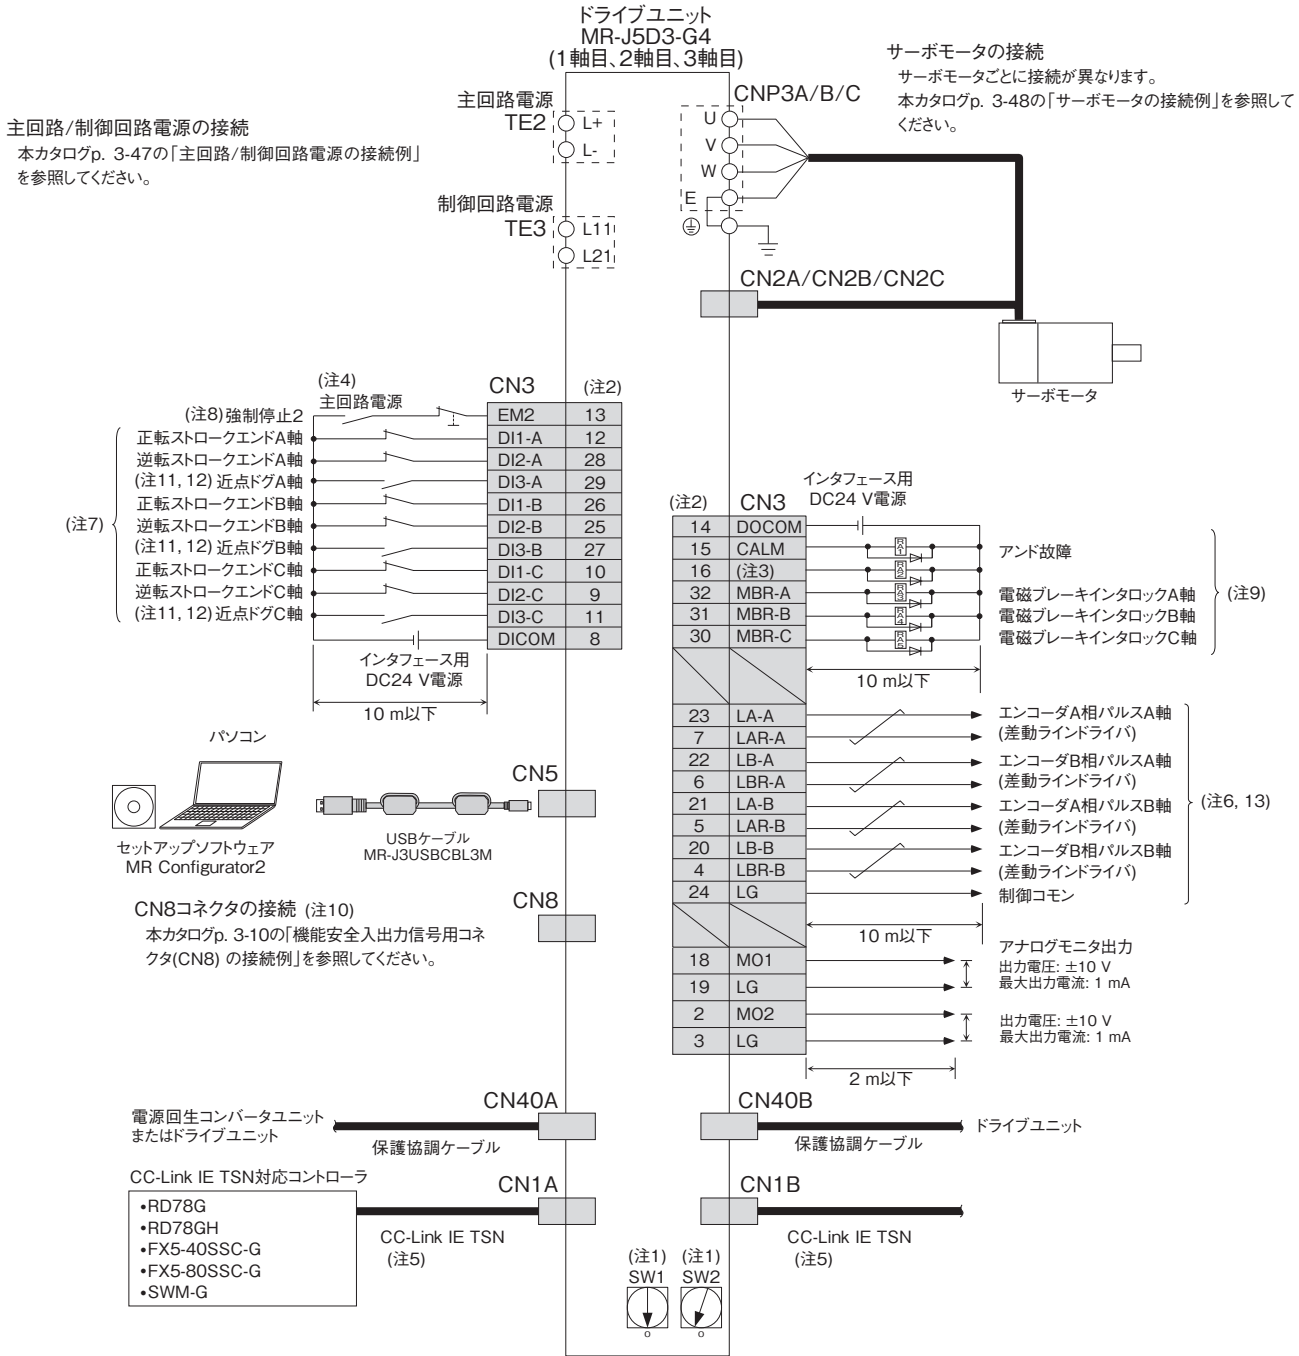 ドライブユニット
MR-J5D3-G4
(1軸目、2軸目、3軸目)
サーボモータの接続
サーボモータごとに接続が異なります。
本カタログp. 3-48の「サーボモータの接続例」を参照して
ください。
主回路/制御回路電源の接続
本カタログp. 3-47の「主回路/制御回路電源の接続例」
を参照してください。
主回路電源
TE2
L+
L-
制御回路電源
TE3
L11
L21
CNP3A/B/C
U
V
W
E
CN2A/CN2B/CN2C
サーボモータ
(注4)
主回路電源
CN3
(注2)
(注8)強制停止2
EM2 13
正転ストロークエンドA軸
DI1-A 12
逆転ストロークエンドA軸
DI2-A 28
(注11, 12)近点ドグA軸
DI3-A 29
正転ストロークエンドB軸
DI1-B 26
(注7)
逆転ストロークエンドB軸
DI2-B 25
(注11, 12)近点ドグB軸
DI3-B 27
正転ストロークエンドC軸
DI1-C 10
逆転ストロークエンドC軸
DI2-C 9
(注11, 12)近点ドグC軸
DI3-C 11
DICOM 8
インタフェース用
DC24 V電源
10 m以下
インタフェース用
DC24 V電源
(注2)
CN3
14 DOCOM
15 CALM
RA1
アンド故障
16 (注3)
RA2
32 MBR-A
RA3
電磁ブレーキインタロックA軸
(注9)
31 MBR-B
RA4
電磁ブレーキインタロックB軸
30 MBR-C
RA5
電磁ブレーキインタロックC軸
10 m以下
23 LA-A
エンコーダA相パルスA軸
7 LAR-A
(差動ラインドライバ)
22 LB-A
エンコーダB相パルスA軸
6 LBR-A
(差動ラインドライバ)
21 LA-B
エンコーダA相パルスB軸
(注6, 13)
5 LAR-B
(差動ラインドライバ)
20 LB-B
エンコーダB相パルスB軸
4 LBR-B
(差動ラインドライバ)
24 LG
制御コモン
10 m以下
アナログモニタ出力
18 MO1
出力電圧: ±10 V
最大出力電流: 1 mA
19 LG
2 MO2
出力電圧: ±10 V
最大出力電流: 1 mA
3 LG
2 m以下
パソコン
セットアップソフトウェア
MR Configurator2
USBケーブル
MR-J3USBCBL3M
CN5
CN8コネクタの接続 (注10)
本カタログp. 3-10の「機能安全入出力信号用コネ
クタ(CN8) の接続例」を参照してください。
CN8
電源回生コンバータユニット
またはドライブユニット
保護協調ケーブル
CN40A
CN40B
保護協調ケーブル
ドライブユニット
CC-Link IE TSN対応コントローラ
•RD78G
•RD78GH
•FX5-40SSC-G
•FX5-80SSC-G
•SWM-G
CN1A
CC-Link IE TSN
(注5)
CN1B
CC-Link IE TSN
(注5)
(注1) (注1)
SW1 SW2
0 0